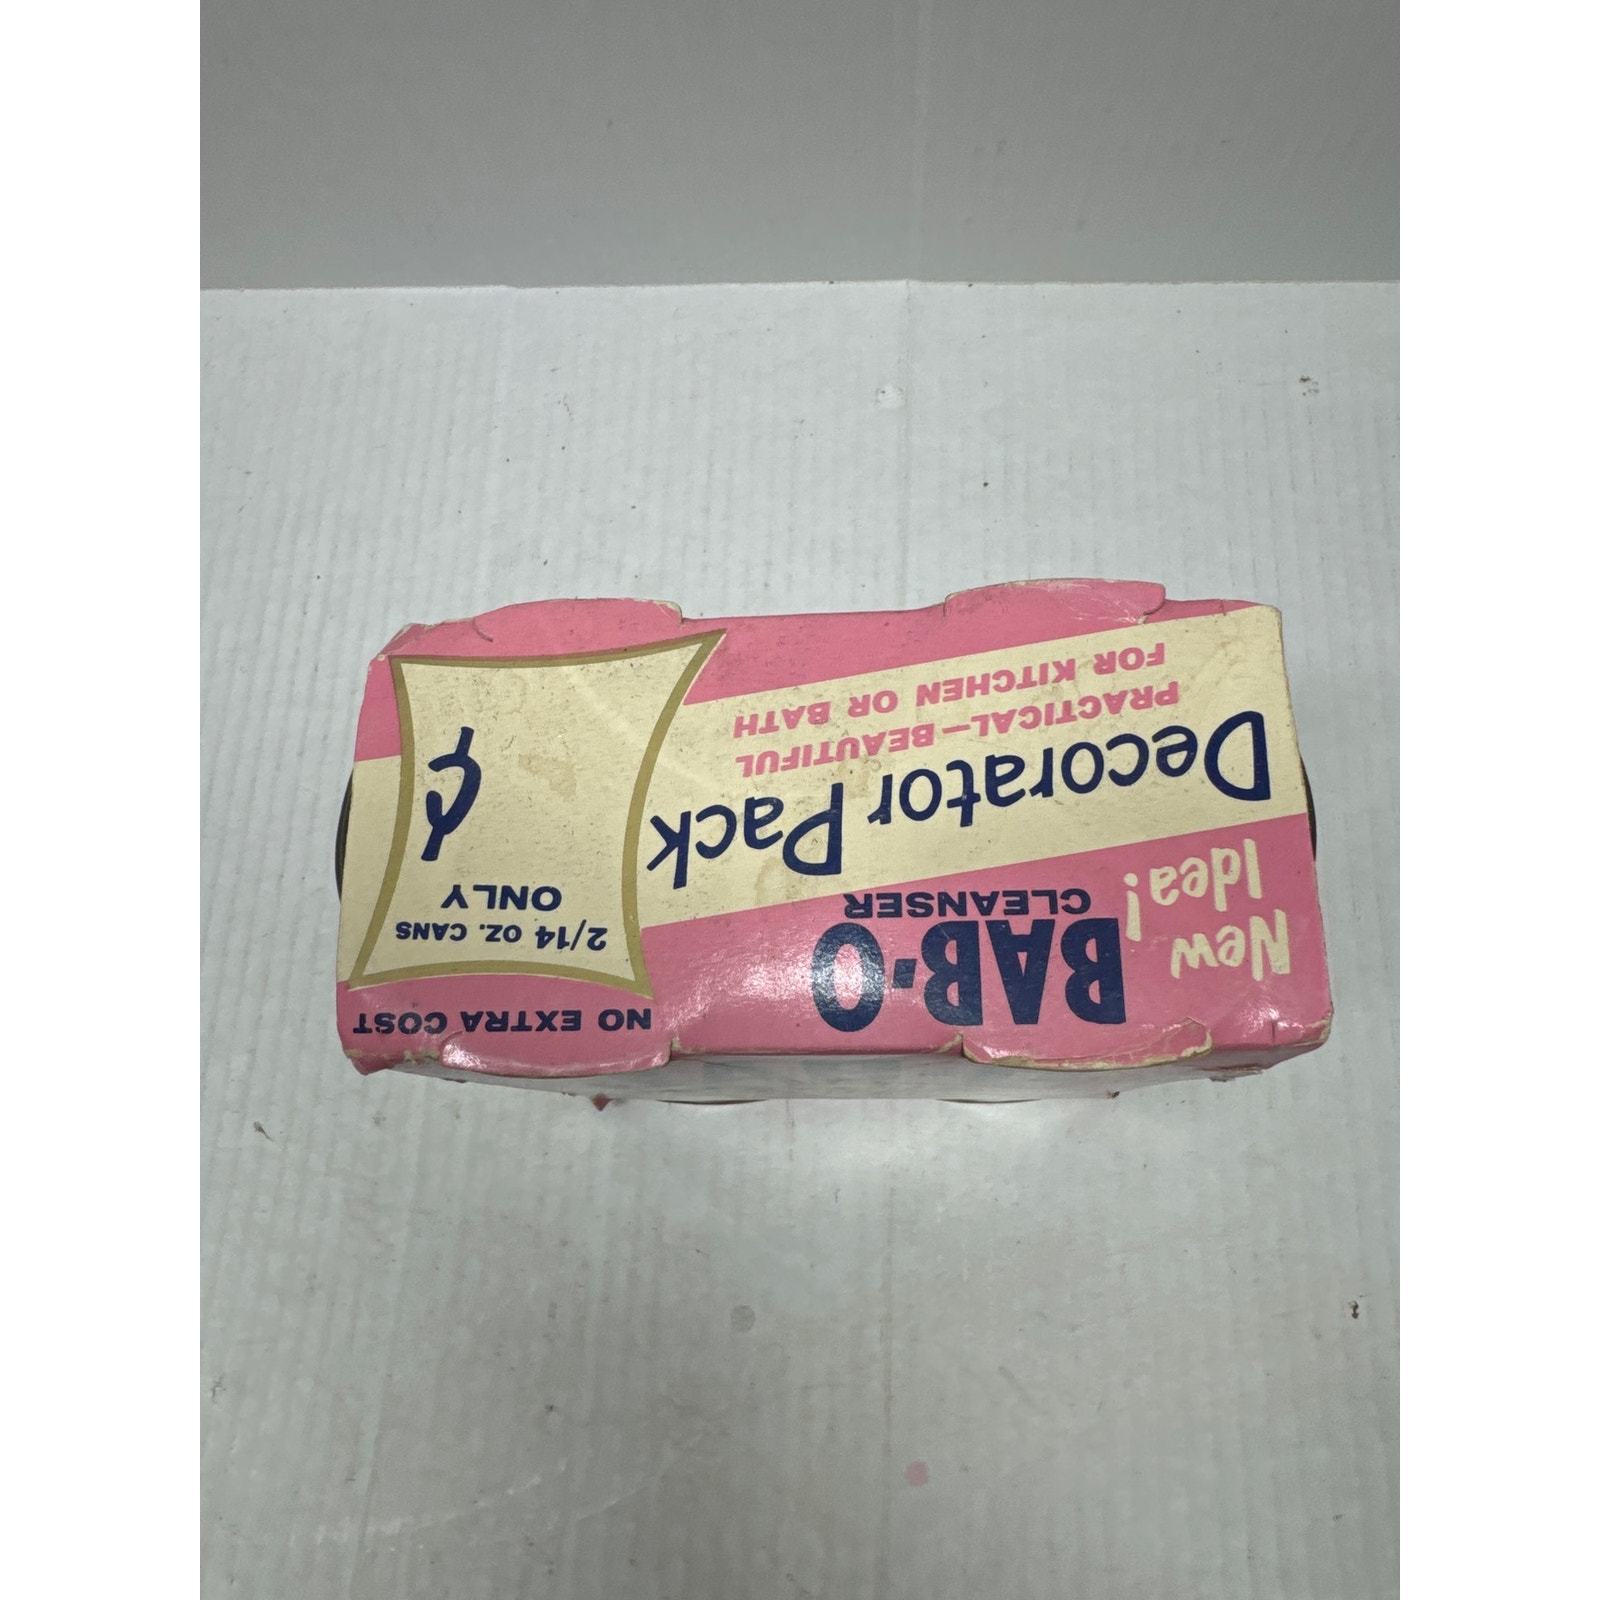 New
Idea!
BAB-O
CLEANSER
Decorator Pack
PRACTICAL—BEAUTIFUL
FOR KITCHEN OR BATH
NO EXTRA COST
2/14 OZ. CANS
ONLY
¢